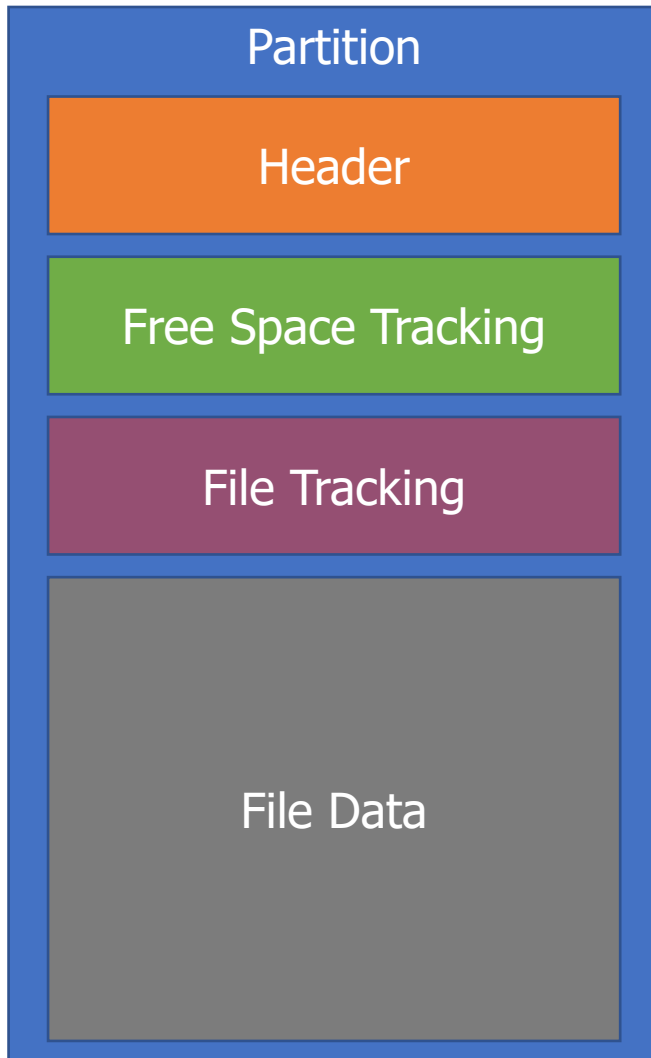 Partition
Header
Free Space Tracking
File Tracking
File Data